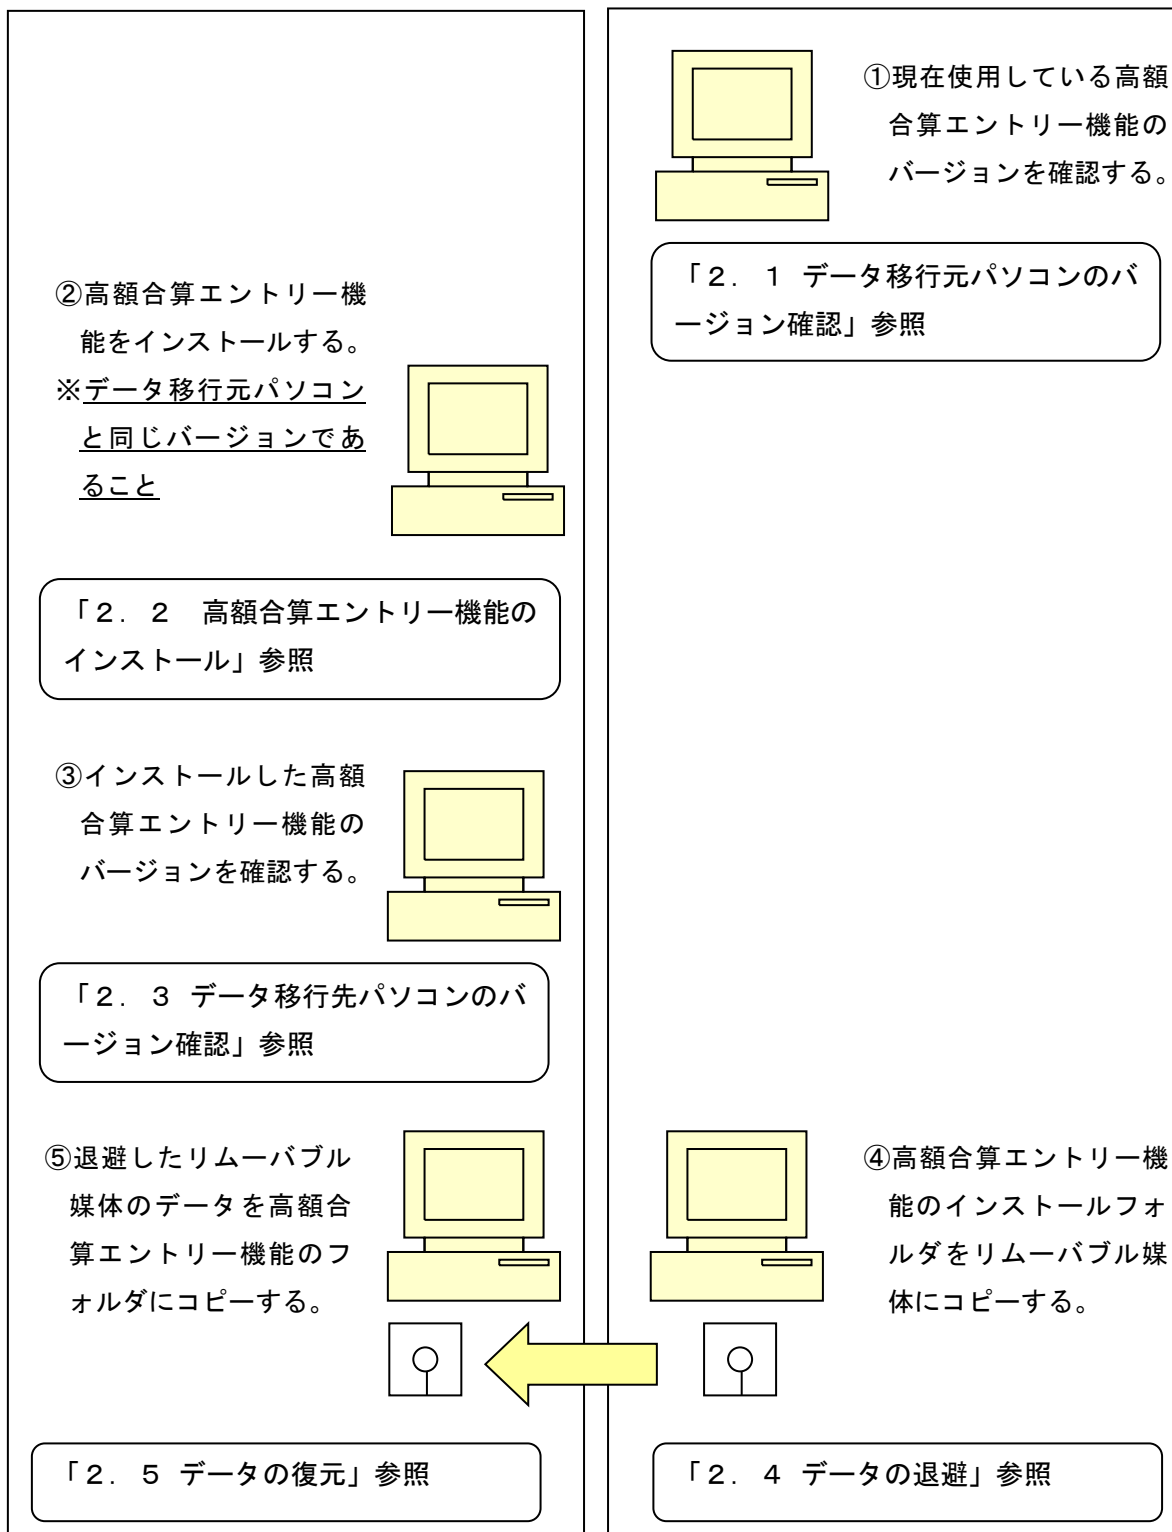 ①現在使用している高額
合算エントリー機能の
バージョンを確認する。
「２．１ データ移行元パソコンのバ
ージョン確認」参照
②高額合算エントリー機
能をインストールする。
※データ移行元パソコン
と同じバージョンであ
ること
「２．２　高額合算エントリー機能の
インストール」参照
③インストールした高額
合算エントリー機能の
バージョンを確認する。
「２．３ データ移行先パソコンのバ
ージョン確認」参照
④高額合算エントリー機
能のインストールフォ
ルダをリムーバブル媒
体にコピーする。
「２．４ データの退避」参照
⑤退避したリムーバブル
媒体のデータを高額合
算エントリー機能のフ
ォルダにコピーする。
「２．５ データの復元」参照